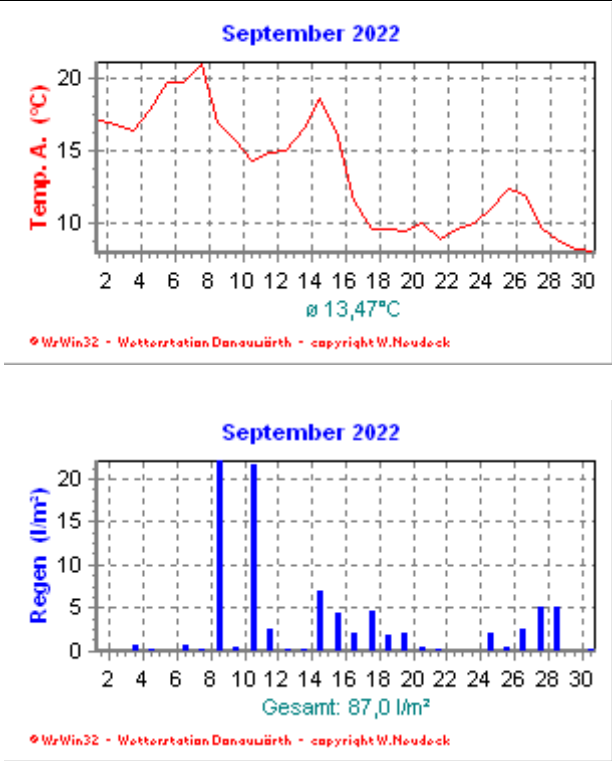 September 2022
Temp. A. (°C)
20
15
10
2 4 6 8 10 12 14 16 18 20 22 24 26 28 30
ø 13,47°C
© WsWin32 - Wetterstation Donauwörth - copyright W.Neudeck
September 2022
Regen (l/m²)
20
15
10
5
0
2 4 6 8 10 12 14 16 18 20 22 24 26 28 30
Gesamt: 87,0 l/m²
© WsWin32 - Wetterstation Donauwörth - copyright W.Neudeck